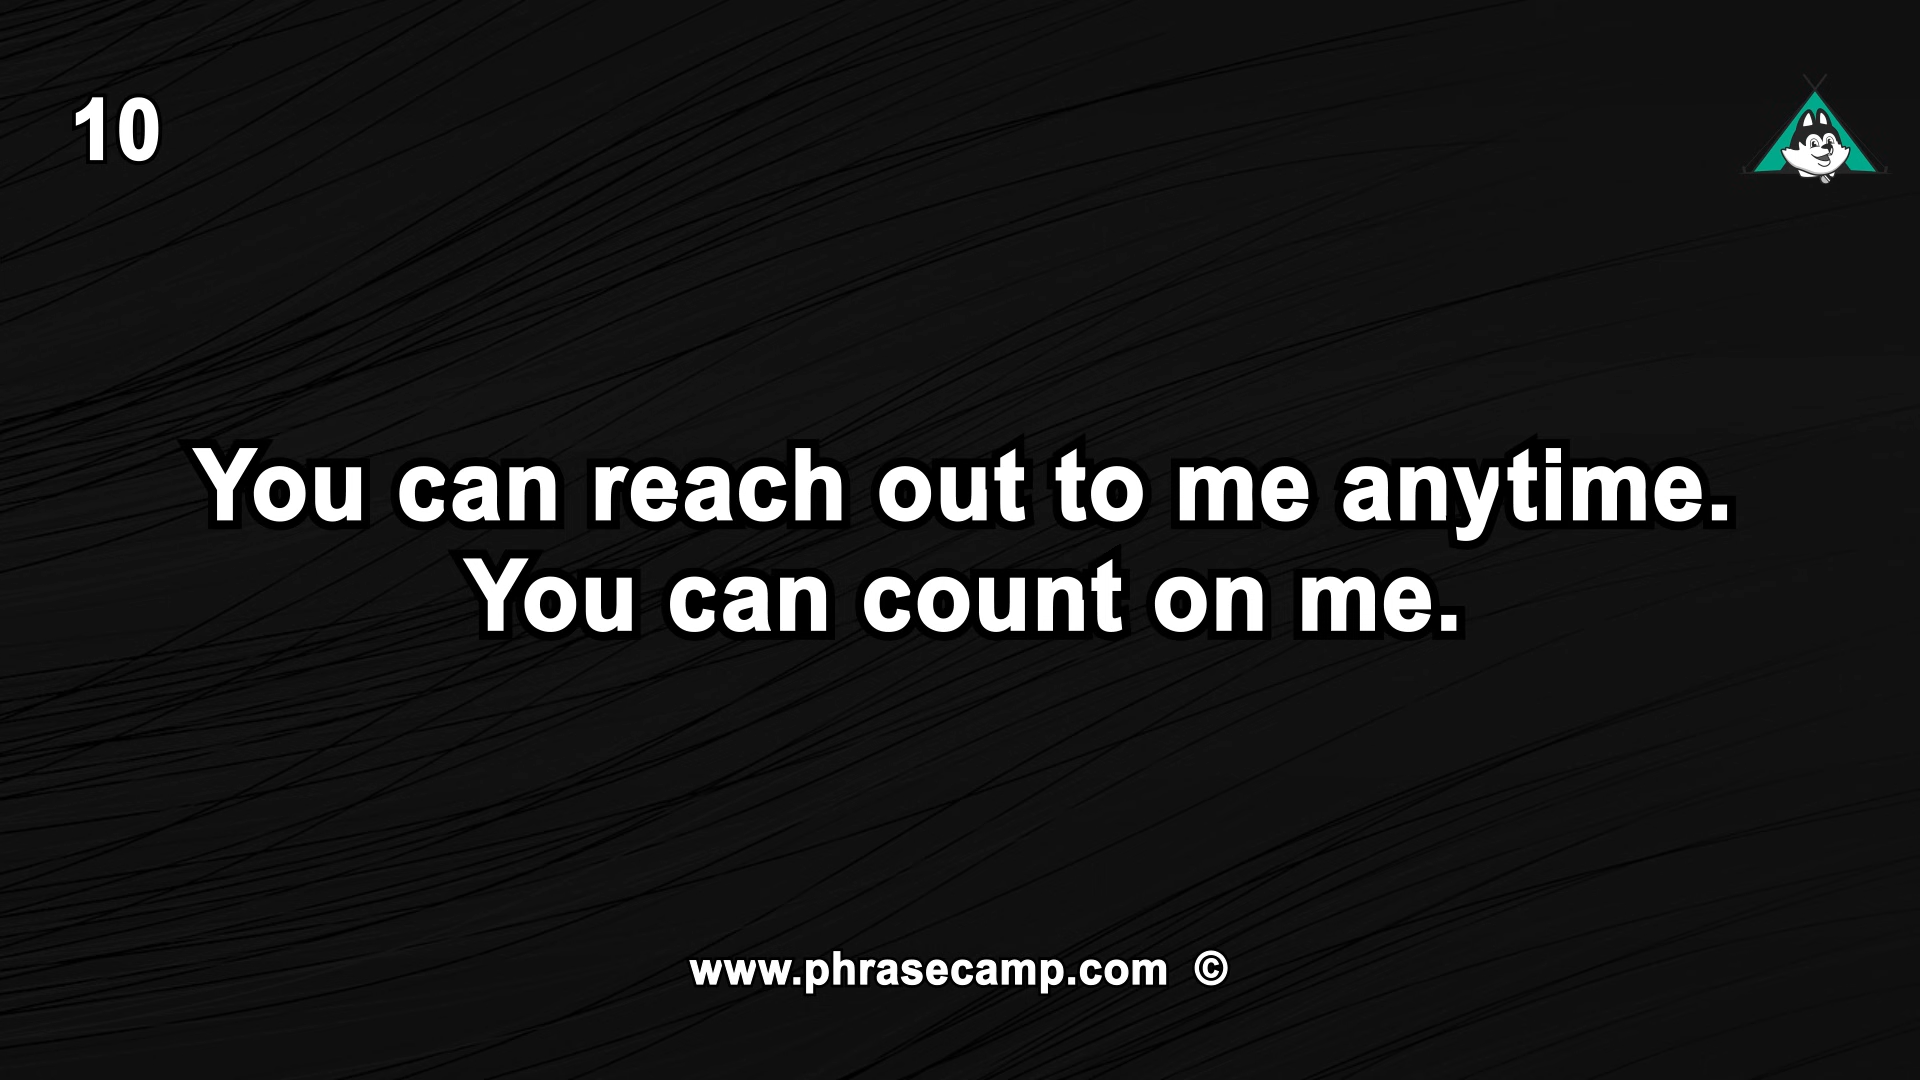 10
You can reach out to me anytime.
You can count on me.
www.phrasecamp.com ©